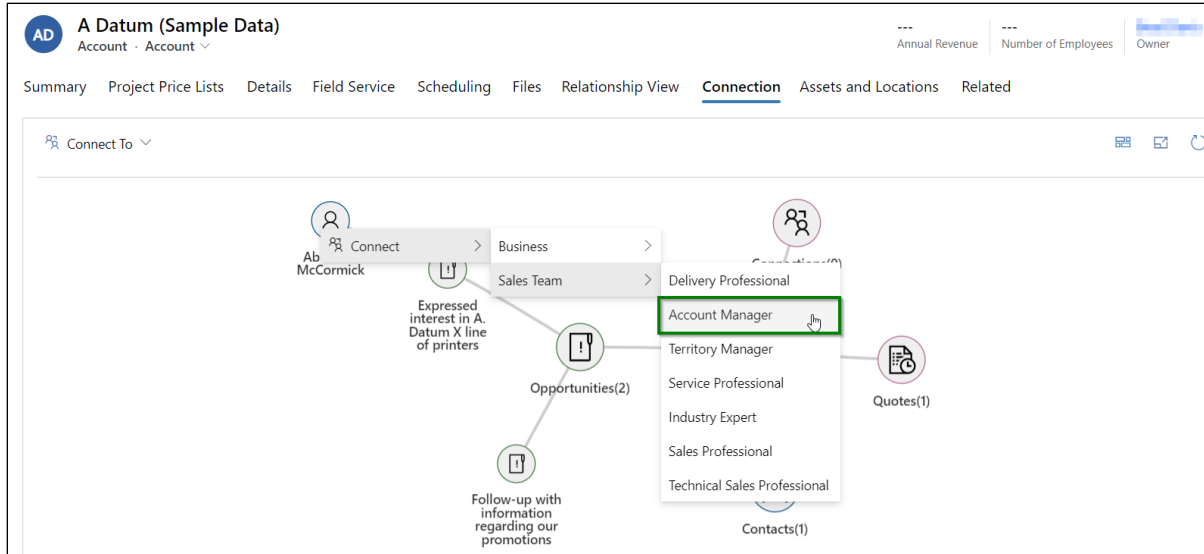 AD
A Datum (Sample Data)
Account · Account
---
Annual Revenue
---
Number of Employees
Owner
Summary Project Price Lists Details Field Service Scheduling Files Relationship View Connection Assets and Locations Related
Connect To
Connect
Business
Sales Team
Delivery Professional
Account Manager
Territory Manager
Service Professional
Industry Expert
Sales Professional
Technical Sales Professional
McCormick
Expressed
interest in A.
Datum X line
of printers
Opportunities(2)
Quotes(1)
Follow-up with
information
regarding our
promotions
Contacts(1)